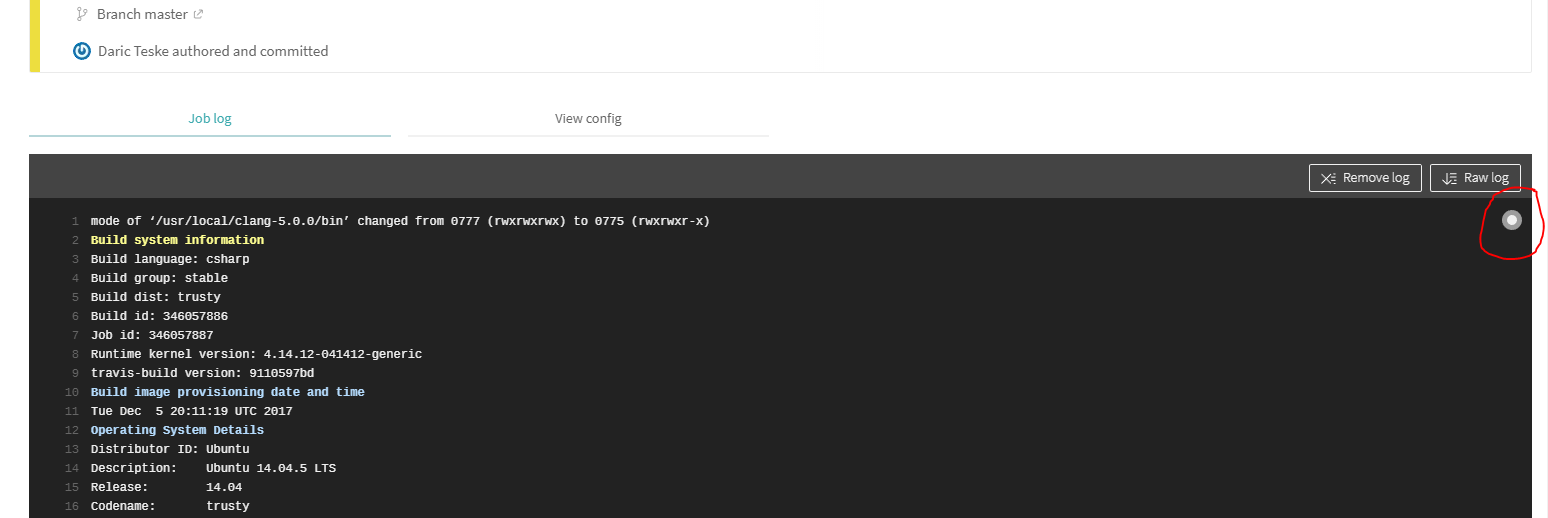 Branch master
Daric Teske authored and committed
Job log View config
Remove log Raw log
1 mode of ‘/usr/local/clang-5.0.0/bin’ changed from 0777 (rwxrwxrwx) to 0775 (rwxrwxr-x)
2 Build system information
3 Build language: csharp
4 Build group: stable
5 Build dist: trusty
6 Build id: 346057886
7 Job id: 346057887
8 Runtime kernel version: 4.14.12-041412-generic
9 travis-build version: 9110597bd
10 Build image provisioning date and time
11 Tue Dec  5 20:11:19 UTC 2017
12 Operating System Details
13 Distributor ID: Ubuntu
14 Description:    Ubuntu 14.04.5 LTS
15 Release:        14.04
16 Codename:       trusty